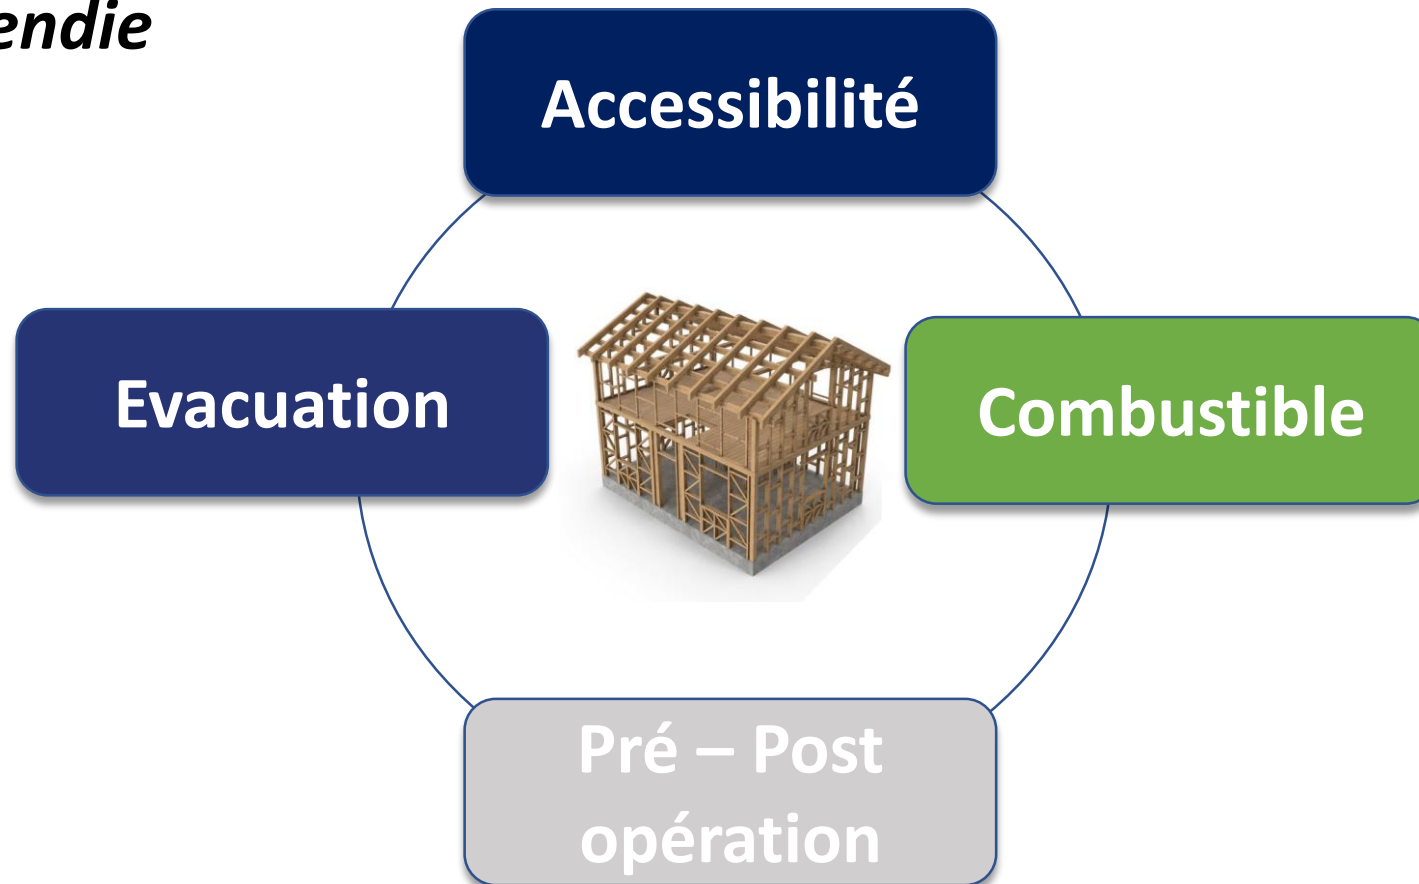 endie
Accessibilité
Evacuation
Combustible
Pré – Post
opération